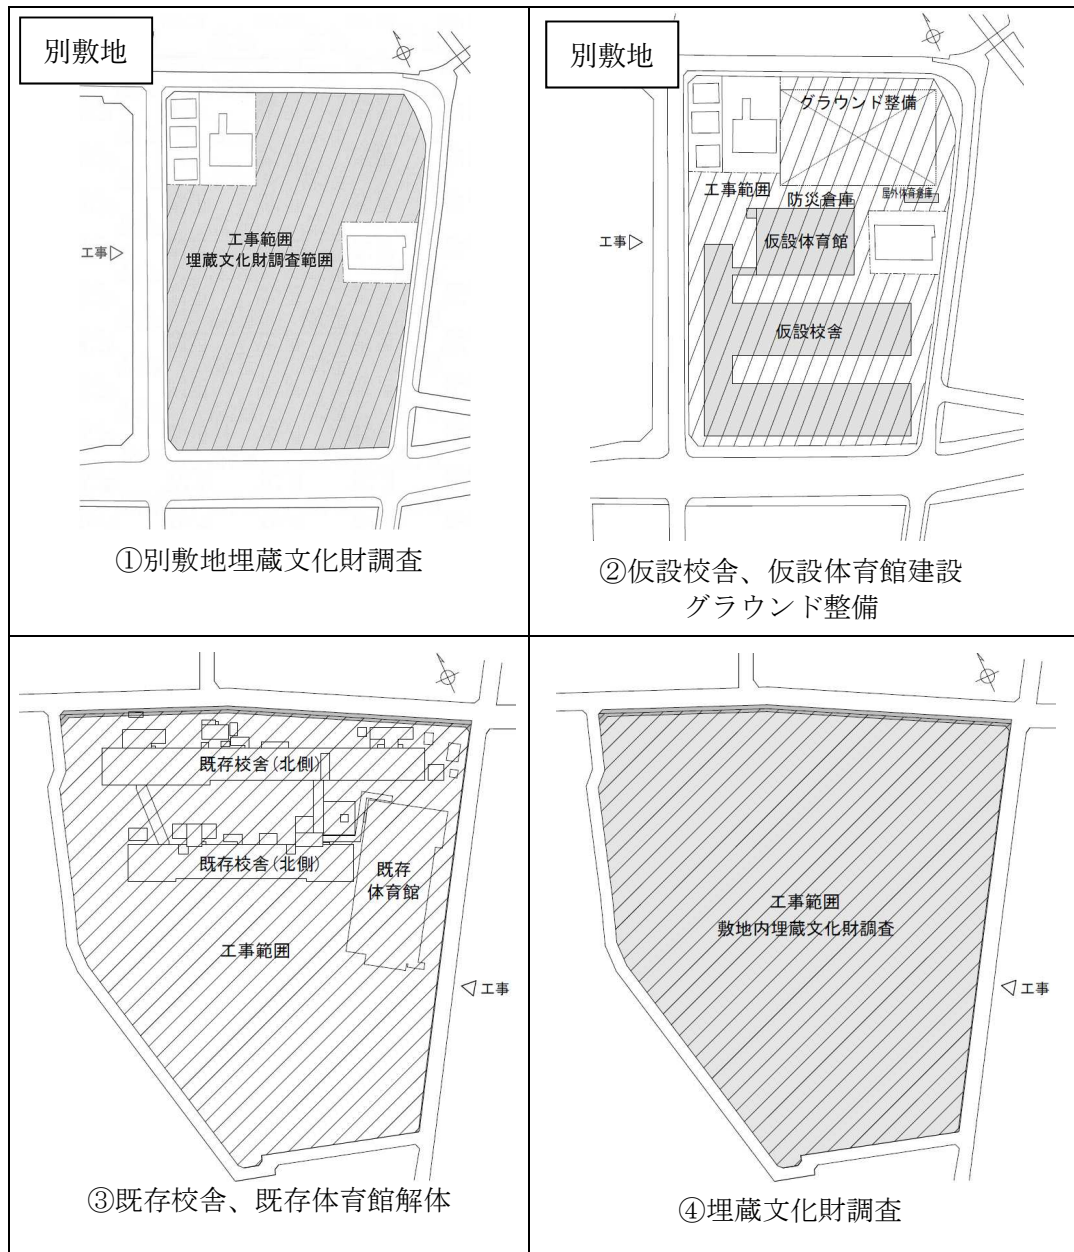 別敷地
工事▷
工事範囲
埋蔵文化財調査範囲
①別敷地埋蔵文化財調査
別敷地
グラウンド整備
工事範囲
防災倉庫
屋外体育倉庫
工事▷
仮設体育館
仮設校舎
②仮設校舎、仮設体育館建設
グラウンド整備
既存校舎(北側)
既存校舎(北側)
既存
体育館
工事範囲
◁工事
③既存校舎、既存体育館解体
工事範囲
敷地内埋蔵文化財調査
◁工事
④埋蔵文化財調査